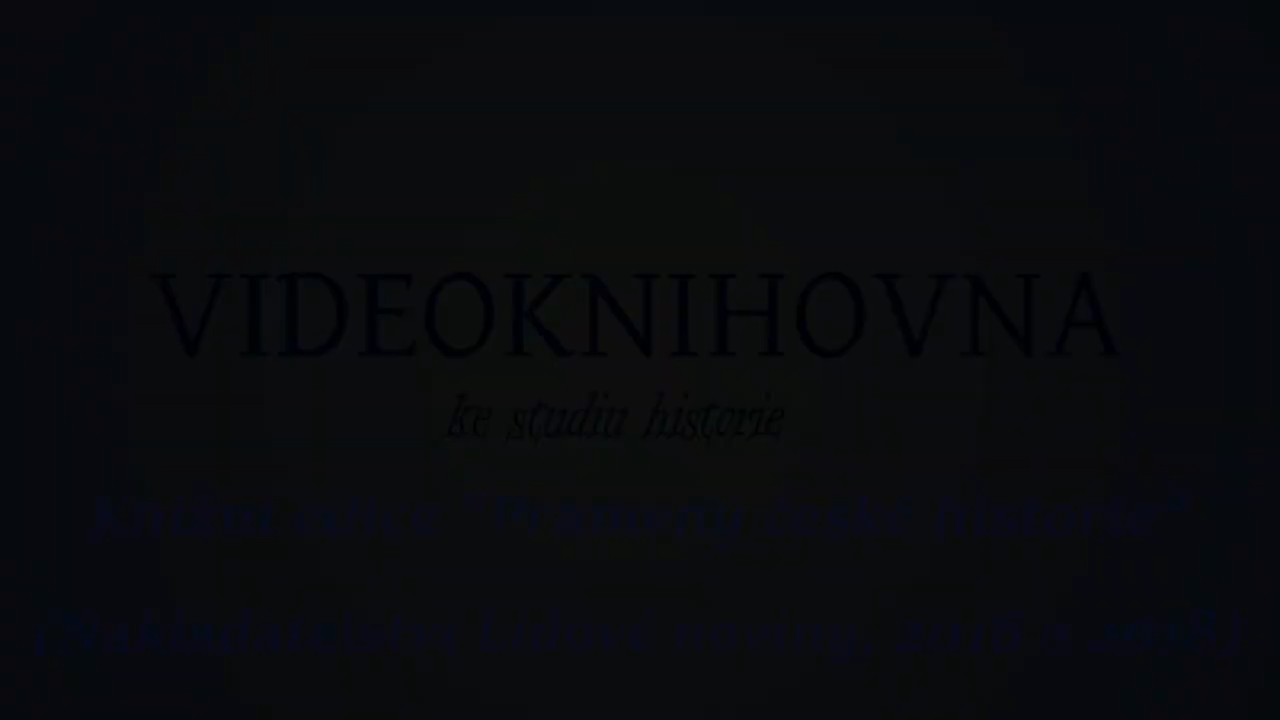 VIDEOKNIHOVNA
ke studiu historie
Knižní edice "Prameny české historie"
(Nakladatelství Lidové noviny, 2016 a 2018)